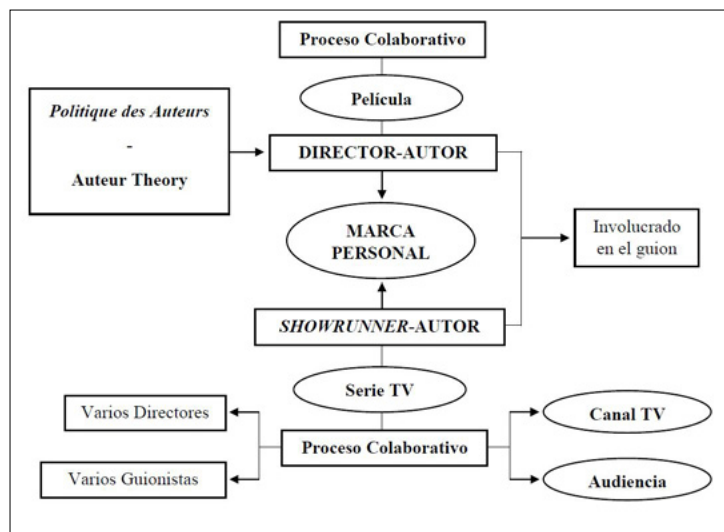 Proceso Colaborativo
Película
Politique des Auteurs
-
Auteur Theory
DIRECTOR-AUTOR
MARCA
PERSONAL
Involucrado
en el guion
SHOWRUNNER-AUTOR
Serie TV
Varios Directores
Canal TV
Proceso Colaborativo
Varios Guionistas
Audiencia